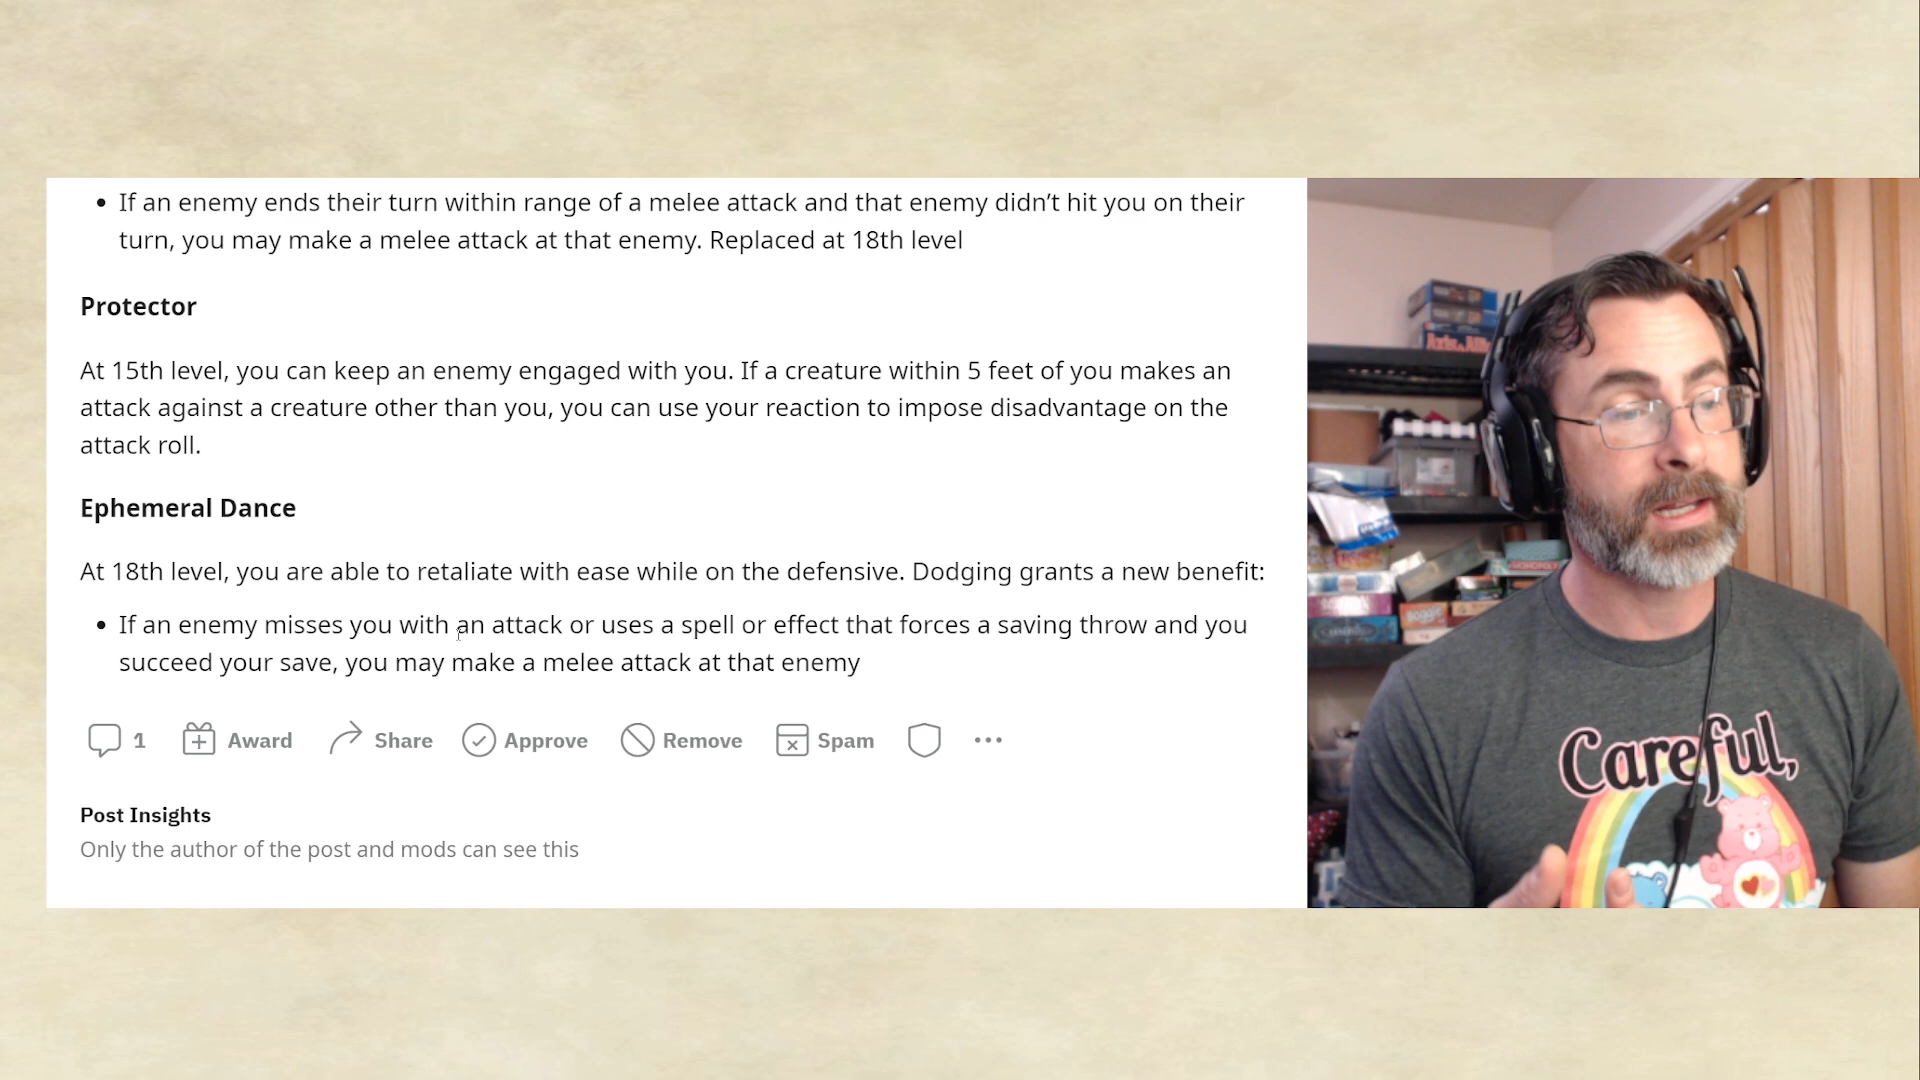 If an enemy ends their turn within range of a melee attack and that enemy didn’t hit you on their
turn, you may make a melee attack at that enemy. Replaced at 18th level
Protector
At 15th level, you can keep an enemy engaged with you. If a creature within 5 feet of you makes an
attack against a creature other than you, you can use your reaction to impose disadvantage on the
attack roll.
Ephemeral Dance
At 18th level, you are able to retaliate with ease while on the defensive. Dodging grants a new benefit:
If an enemy misses you with an attack or uses a spell or effect that forces a saving throw and you
succeed your save, you may make a melee attack at that enemy
1 Award Share Approve Remove Spam
Post Insights
Only the author of the post and mods can see this
Careful,
MONOPOLY